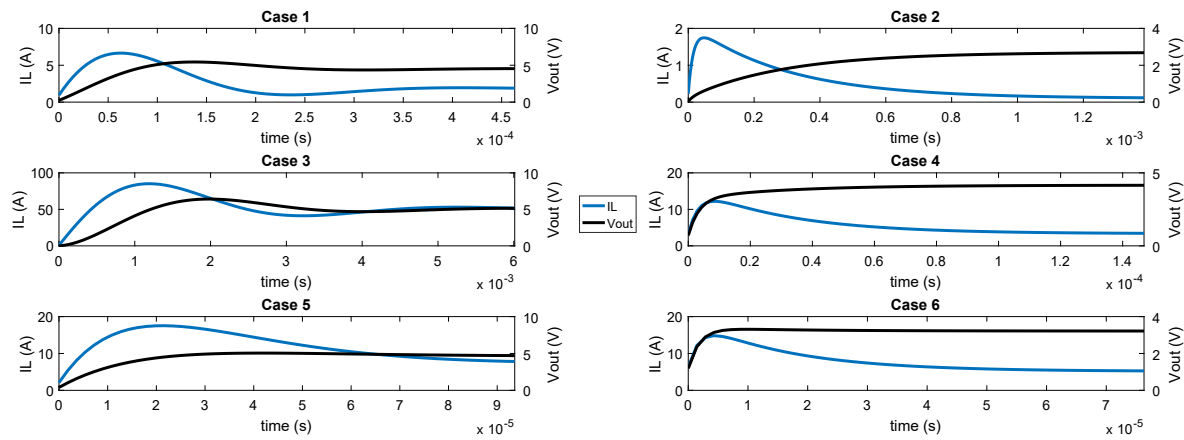 Case 1
10
5
0
IL (A)
10
5
0
Vout (V)
0 0.5 1 1.5 2 2.5 3 3.5 4 4.5
time (s)
x 10^-4
Case 2
2
1
0
IL (A)
4
2
0
Vout (V)
0 0.2 0.4 0.6 0.8 1 1.2
time (s)
x 10^-3
Case 3
100
50
0
IL (A)
10
5
0
Vout (V)
0 1 2 3 4 5 6
time (s)
x 10^-3
IL
Vout
Case 4
20
10
0
IL (A)
5
0
Vout (V)
0 0.2 0.4 0.6 0.8 1 1.2 1.4
time (s)
x 10^-4
Case 5
20
10
0
IL (A)
10
5
0
Vout (V)
0 1 2 3 4 5 6 7 8 9
time (s)
x 10^-5
Case 6
20
10
0
IL (A)
4
2
0
Vout (V)
0 1 2 3 4 5 6 7
time (s)
x 10^-5